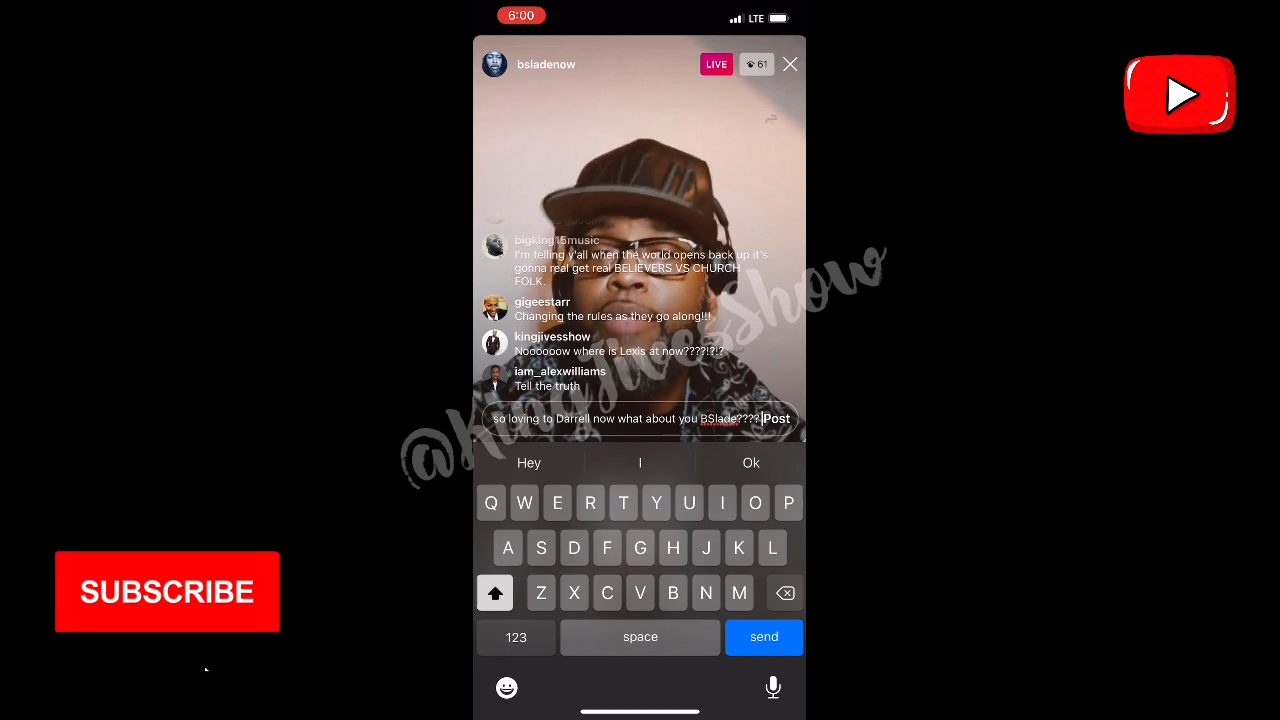 6:00
LTE
bsladenow
LIVE
61
bigking15music
I'm telling y'all when the world opens back up it's
gonna real get real BELIEVERS VS CHURCH
FOLK.
gigeestarr
Changing the rules as they go along!!!
kingjivesshow
Noooooow where is Lexis at now????!?!?
iam_alexwilliams
Tell the truth
so loving to Darrell now what about you BSlade????
Post
@KingJivesShow
Hey
I
Ok
Q W E R T Y U I O P
A S D F G H J K L
Z X C V B N M
123
space
send
SUBSCRIBE